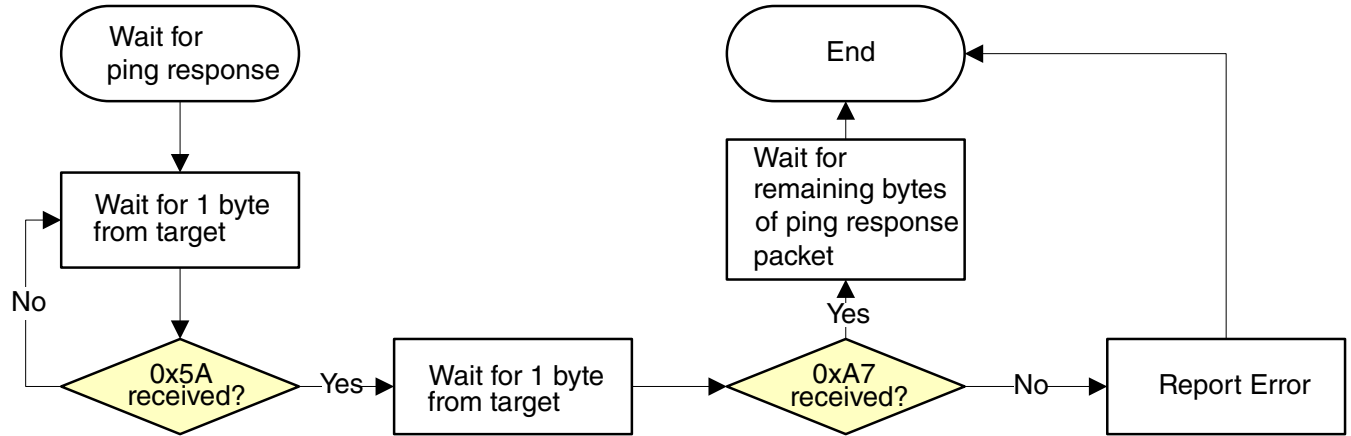 Wait for
ping response
Wait for 1 byte
from target
No
0x5A
received?
Yes
Wait for 1 byte
from target
0xA7
received?
Yes
Wait for
remaining bytes
of ping response
packet
End
No
Report Error